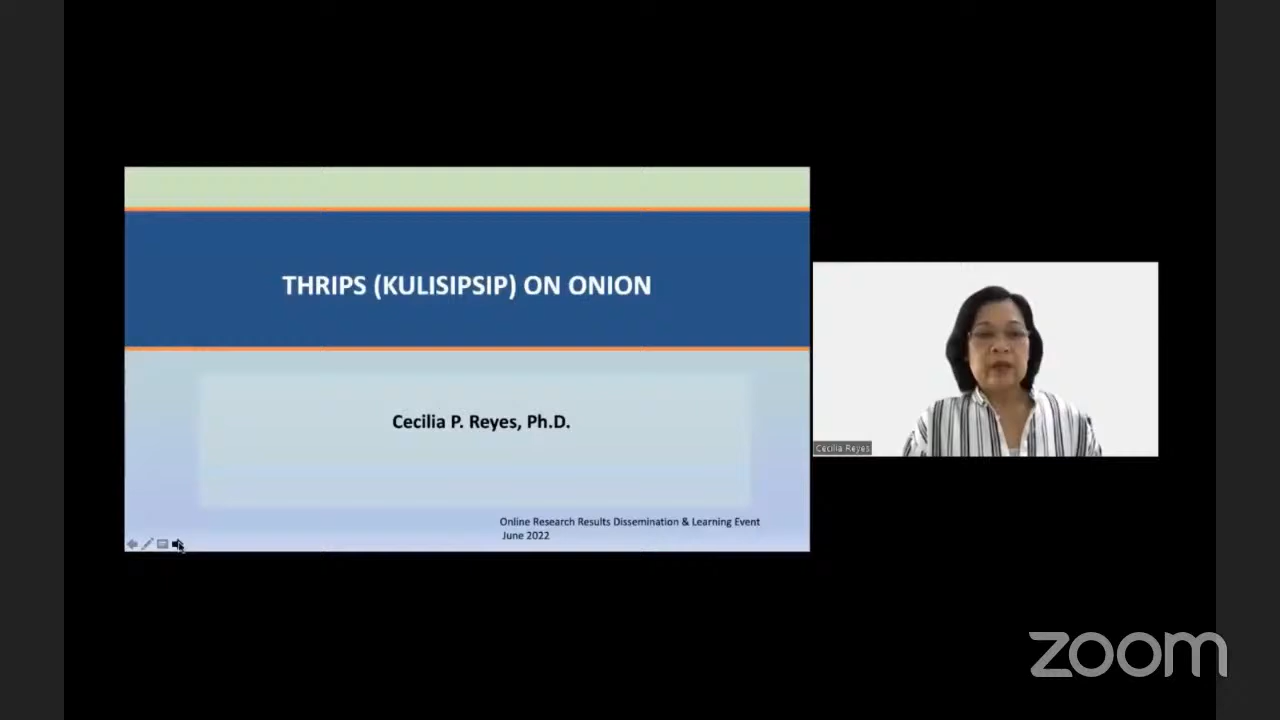 THRIPS (KULISIPSIP) ON ONION
Cecilia P. Reyes, Ph.D.
Online Research Results Dissemination & Learning Event
June 2022
Cecilia Reyes
zoom